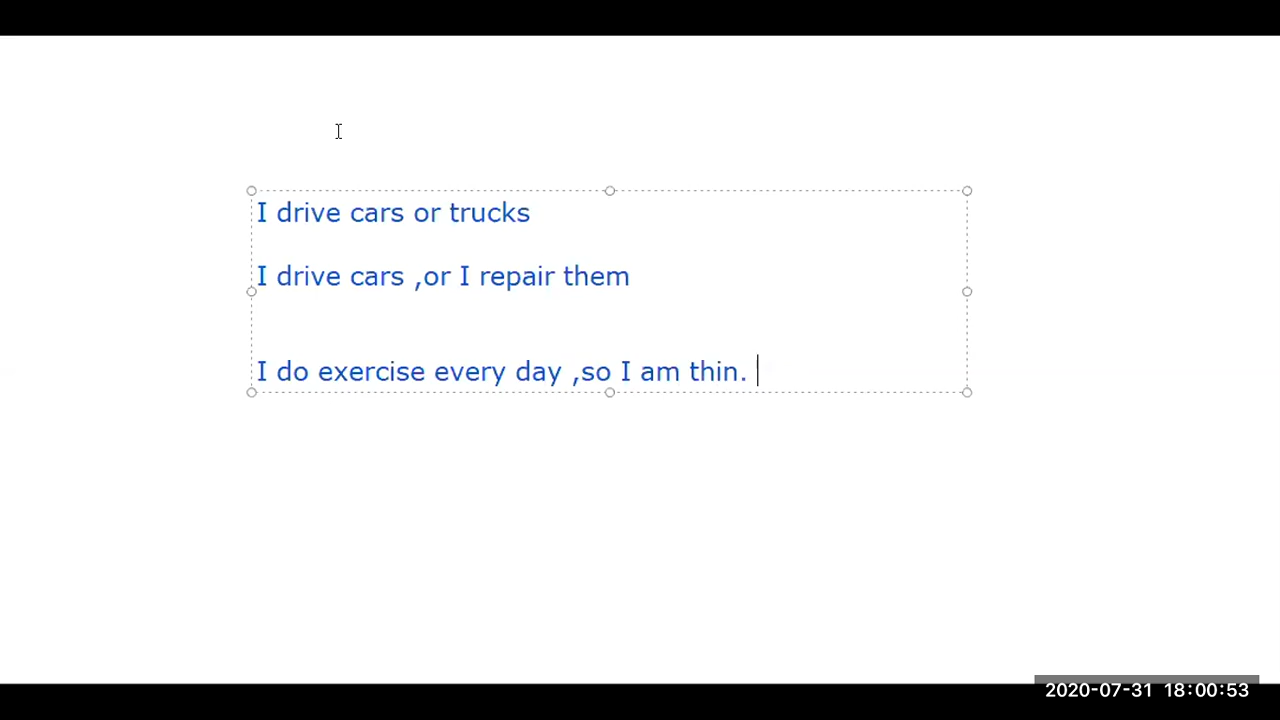 I drive cars or trucks
I drive cars ,or I repair them
I do exercise every day ,so I am thin.
2020-07-31 18:00:53